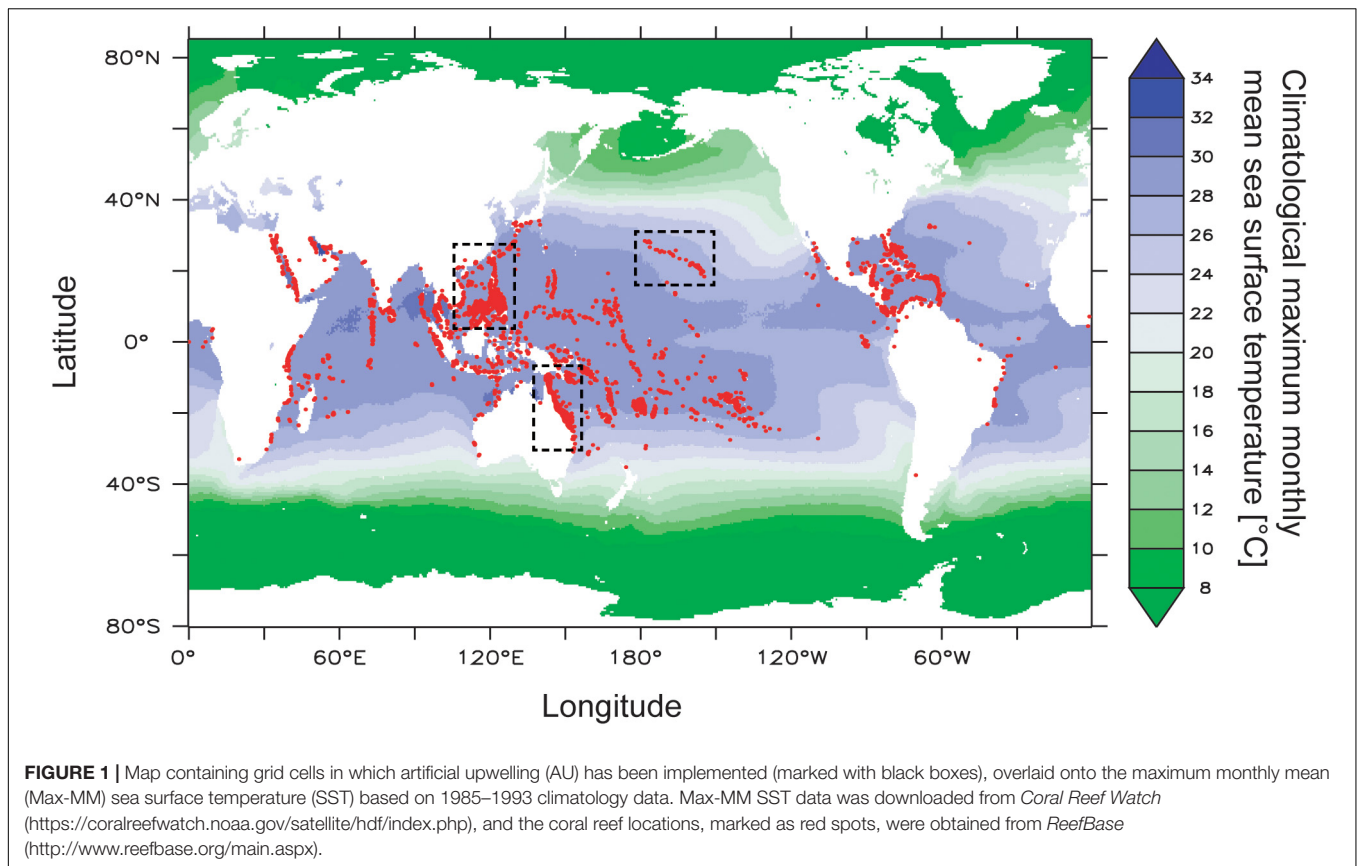 80°N
40°N
0°
40°S
80°S
Latitude
0°
60°E
120°E
180°
120°W
60°W
Longitude
34
32
30
28
26
24
22
20
18
16
14
12
10
8
Climatological maximum monthly
mean sea surface temperature [°C]
FIGURE 1 | Map containing grid cells in which artificial upwelling (AU) has been implemented (marked with black boxes), overlaid onto the maximum monthly mean
(Max-MM) sea surface temperature (SST) based on 1985–1993 climatology data. Max-MM SST data was downloaded from Coral Reef Watch
(https://coralreefwatch.noaa.gov/satellite/hdf/index.php), and the coral reef locations, marked as red spots, were obtained from ReefBase
(http://www.reefbase.org/main.aspx).